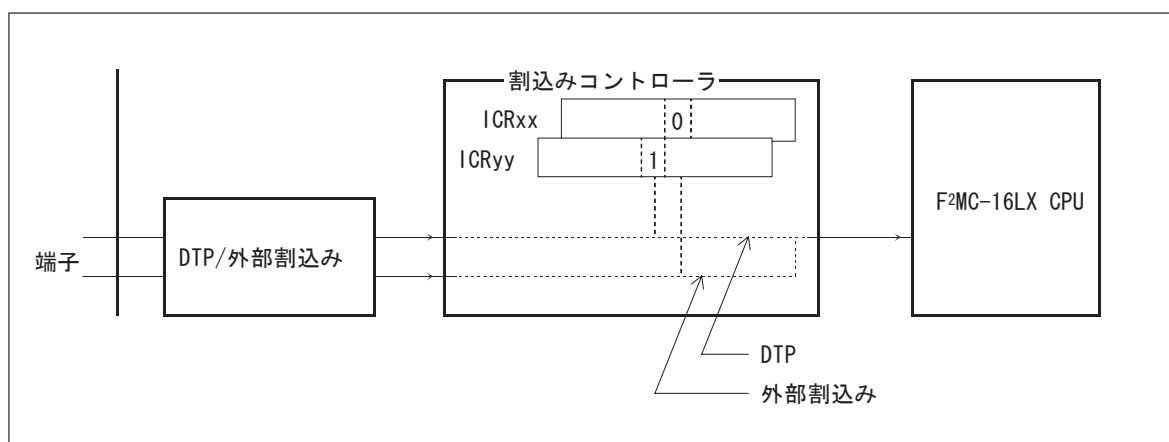 割込みコントローラ
ICRxx
0
ICRyy
1
F²MC-16LX CPU
端子
DTP/外部割込み
DTP
外部割込み